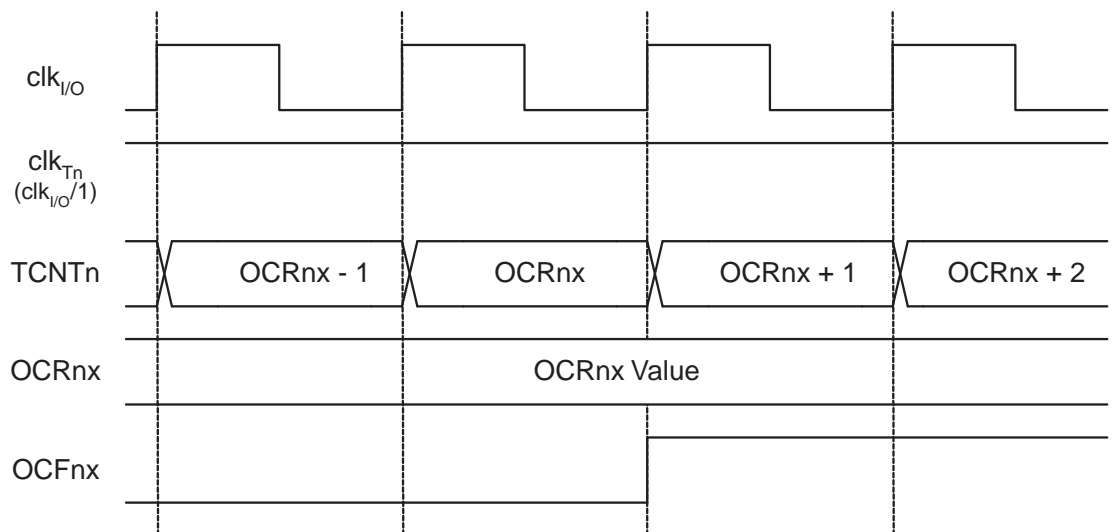 clkI/O
clkTn
(clkI/O/1)
TCNTn OCRnx - 1 OCRnx OCRnx + 1 OCRnx + 2
OCRnx OCRnx Value
OCFnx